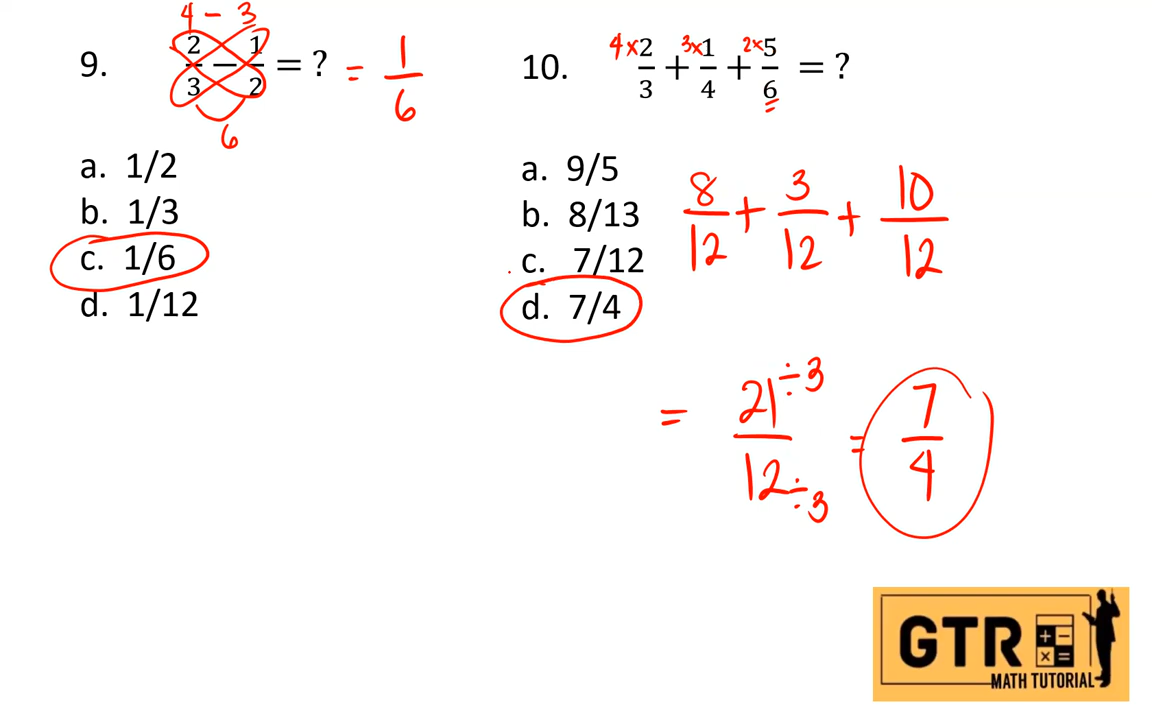 4 - 3
9. 2/3 - 1/2 = ? = 1/6
6
a. 1/2
b. 1/3
c. 1/6
d. 1/12
10. 4×2/3 + 3×1/4 + 2×5/6 = ?
a. 9/5
b. 8/13
c. 7/12
d. 7/4
8/12 + 3/12 + 10/12
= 21÷3/12÷3 = 7/4
GTR
MATH TUTORIAL